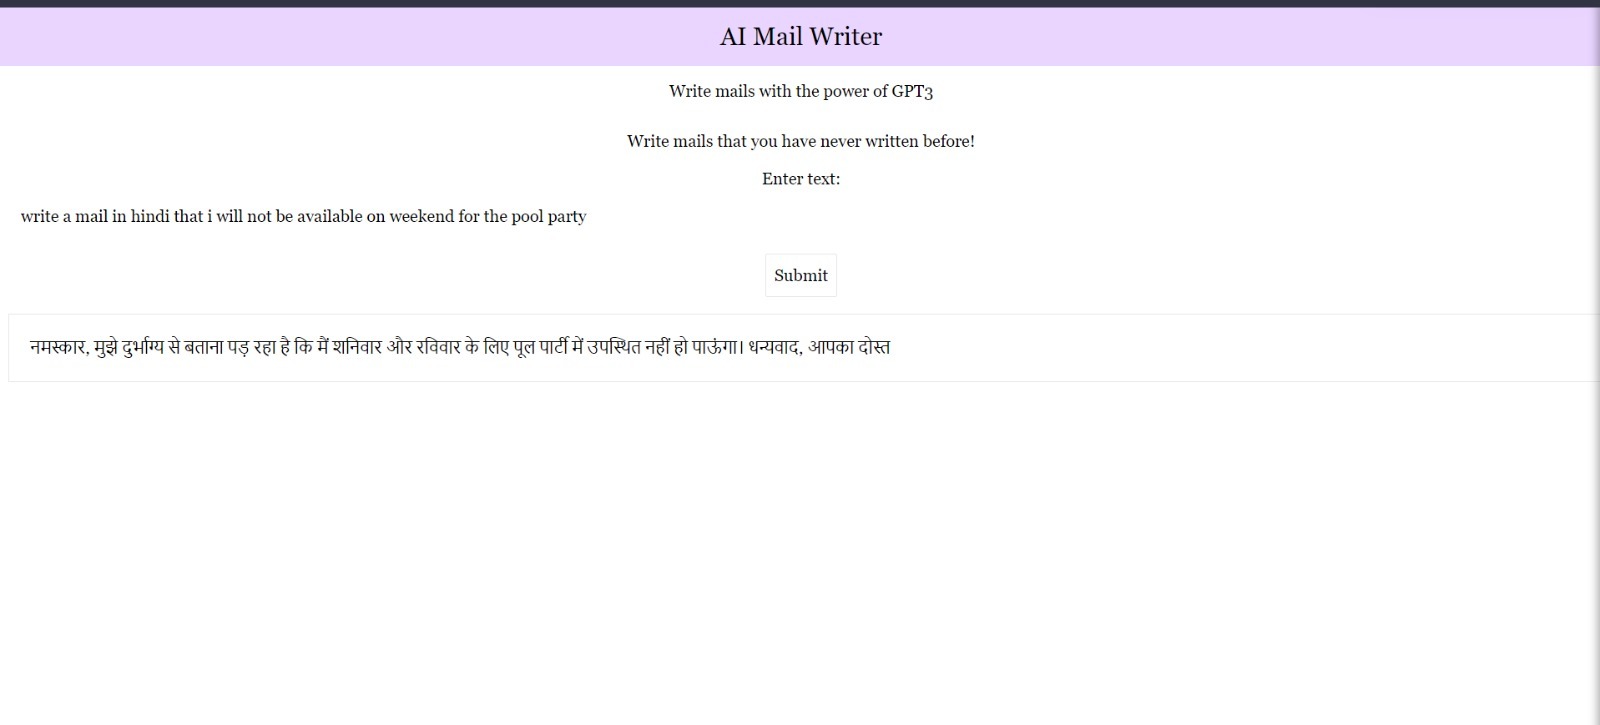 AI Mail Writer
Write mails with the power of GPT3
Write mails that you have never written before!
Enter text:
write a mail in hindi that i will not be available on weekend for the pool party
Submit
नमस्कार, मुझे दुर्भाग्य से बताना पड़ रहा है कि मैं शनिवार और रविवार के लिए पूल पार्टी में उपस्थित नहीं हो पाऊंगा। धन्यवाद, आपका दोस्त